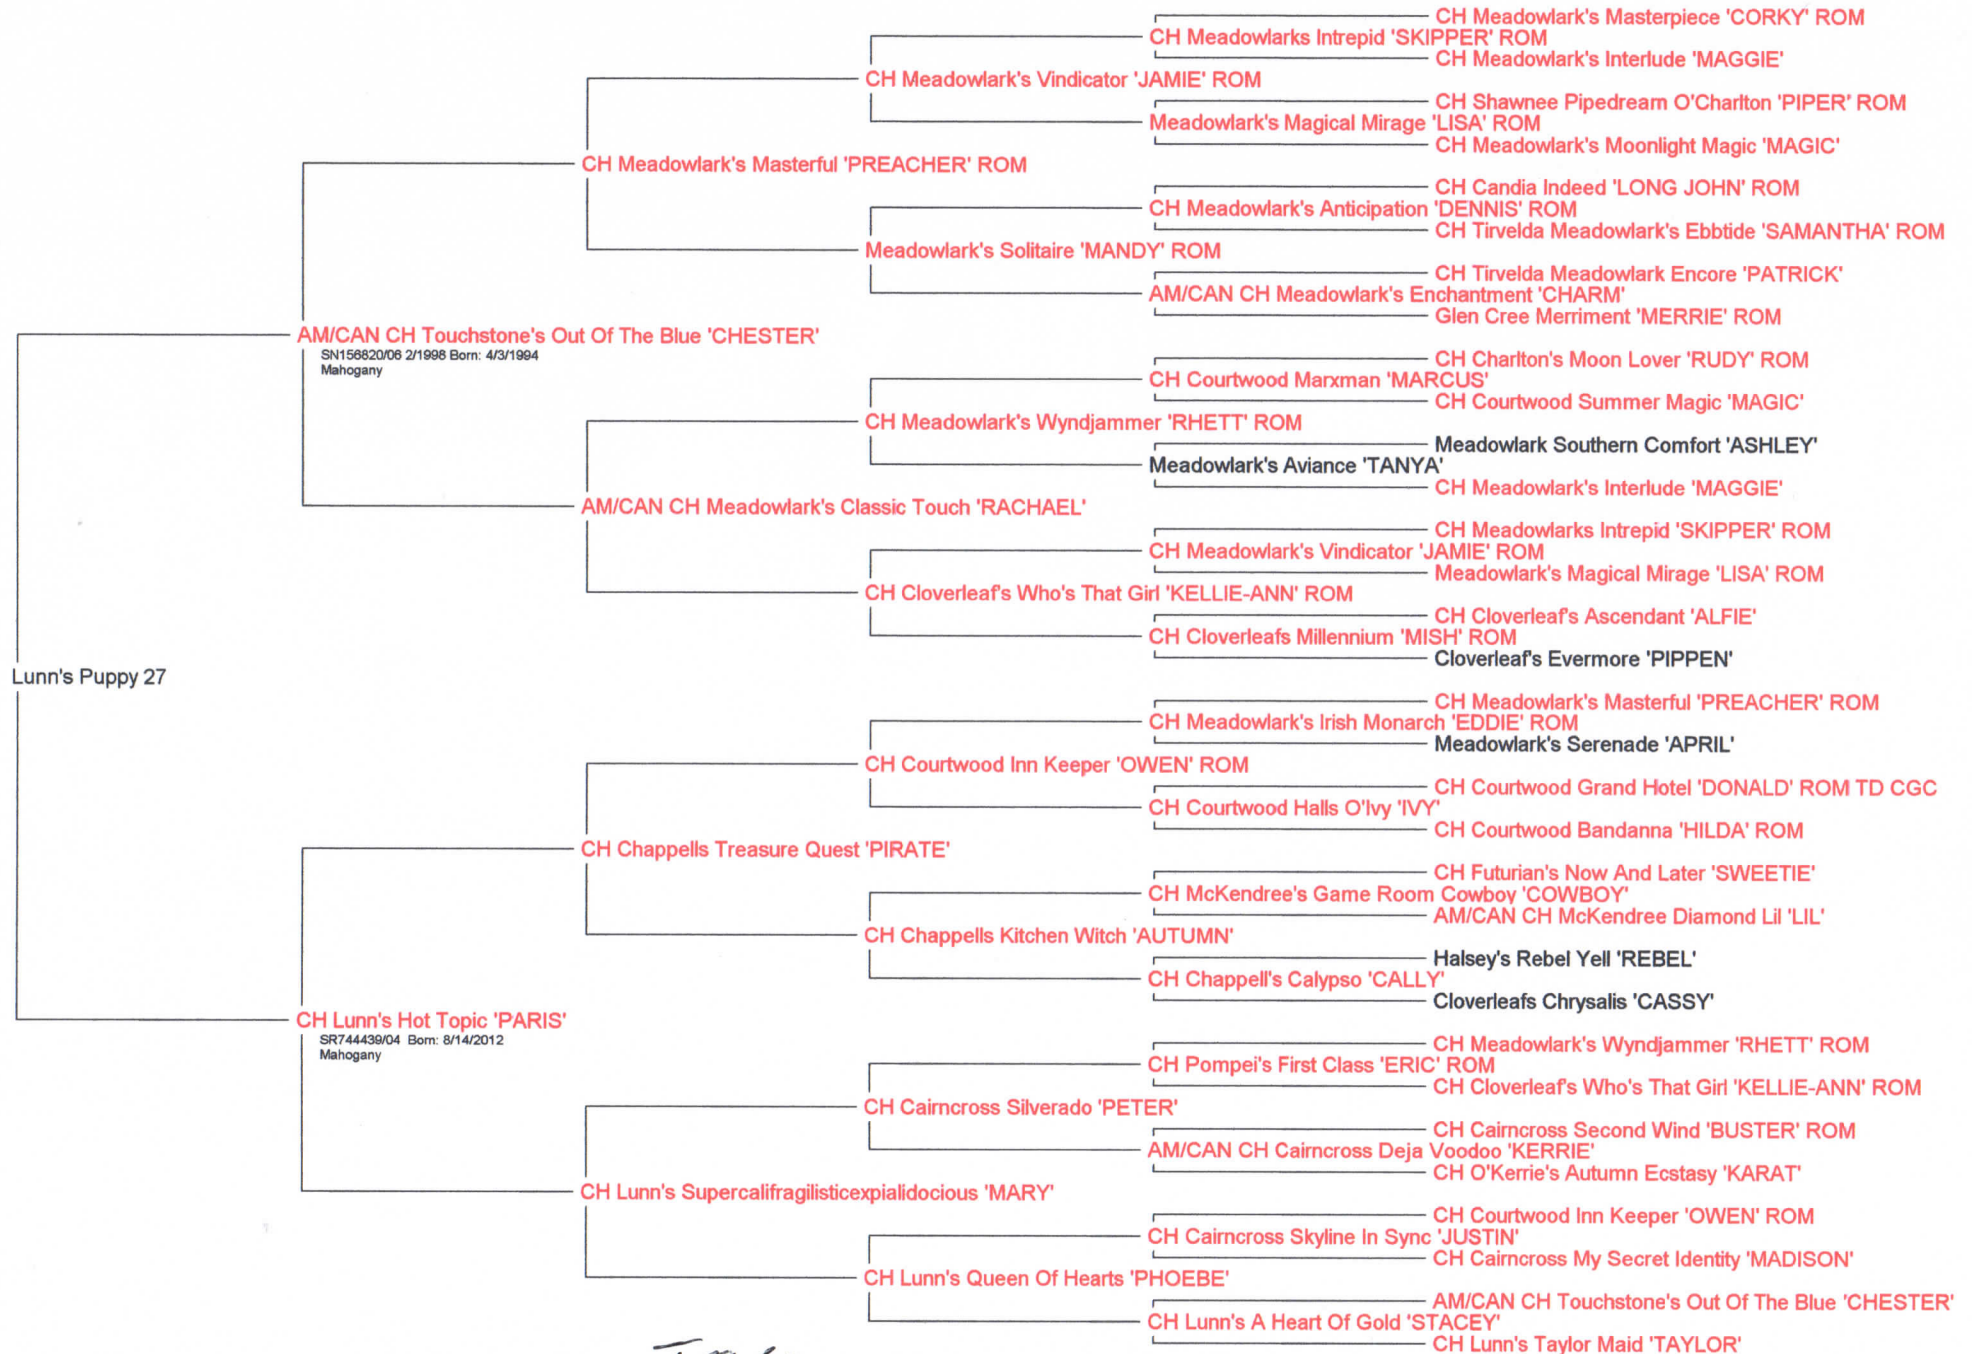 CH Meadowlark's Masterpiece 'CORKY' ROM
CH Meadowlarks Intrepid 'SKIPPER' ROM
CH Meadowlark's Interlude 'MAGGIE'
CH Meadowlark's Vindicator 'JAMIE' ROM
CH Shawnee Pipedream O'Charlton 'PIPER' ROM
Meadowlark's Magical Mirage 'LISA' ROM
CH Meadowlark's Moonlight Magic 'MAGIC'
CH Meadowlark's Masterful 'PREACHER' ROM
CH Candia Indeed 'LONG JOHN' ROM
CH Meadowlark's Anticipation 'DENNIS' ROM
CH Tirvelda Meadowlark's Ebbtide 'SAMANTHA' ROM
Meadowlark's Solitaire 'MANDY' ROM
CH Tirvelda Meadowlark Encore 'PATRICK'
AM/CAN CH Meadowlark's Enchantment 'CHARM'
Glen Cree Merriment 'MERRIE' ROM
AM/CAN CH Touchstone's Out Of The Blue 'CHESTER'
SN156820/06 2/1998 Born: 4/3/1994
Mahogany
CH Charlton's Moon Lover 'RUDY' ROM
CH Courtwood Marxman 'MARCUS'
CH Courtwood Summer Magic 'MAGIC'
CH Meadowlark's Wyndjammer 'RHETT' ROM
Meadowlark Southern Comfort 'ASHLEY'
Meadowlark's Aviance 'TANYA'
CH Meadowlark's Interlude 'MAGGIE'
AM/CAN CH Meadowlark's Classic Touch 'RACHAEL'
CH Meadowlarks Intrepid 'SKIPPER' ROM
CH Meadowlark's Vindicator 'JAMIE' ROM
Meadowlark's Magical Mirage 'LISA' ROM
CH Cloverleaf's Who's That Girl 'KELLIE-ANN' ROM
CH Cloverleaf's Ascendant 'ALFIE'
CH Cloverleafs Millennium 'MISH' ROM
Cloverleaf's Evermore 'PIPPEN'
Lunn's Puppy 27
CH Meadowlark's Masterful 'PREACHER' ROM
CH Meadowlark's Irish Monarch 'EDDIE' ROM
Meadowlark's Serenade 'APRIL'
CH Courtwood Inn Keeper 'OWEN' ROM
CH Courtwood Grand Hotel 'DONALD' ROM TD CGC
CH Courtwood Halls O'Ivy 'IVY'
CH Courtwood Bandanna 'HILDA' ROM
CH Chappells Treasure Quest 'PIRATE'
CH Futurian's Now And Later 'SWEETIE'
CH McKendree's Game Room Cowboy 'COWBOY'
AM/CAN CH McKendree Diamond Lil 'LIL'
CH Chappells Kitchen Witch 'AUTUMN'
Halsey's Rebel Yell 'REBEL'
CH Chappell's Calypso 'CALLY'
Cloverleafs Chrysalis 'CASSY'
CH Lunn's Hot Topic 'PARIS'
SR744439/04 Born: 8/14/2012
Mahogany
CH Meadowlark's Wyndjammer 'RHETT' ROM
CH Pompei's First Class 'ERIC' ROM
CH Cloverleaf's Who's That Girl 'KELLIE-ANN' ROM
CH Cairncross Silverado 'PETER'
CH Cairncross Second Wind 'BUSTER' ROM
AM/CAN CH Cairncross Deja Voodoo 'KERRIE'
CH O'Kerrie's Autumn Ecstasy 'KARAT'
CH Lunn's Supercalifragilisticexpialidocious 'MARY'
CH Courtwood Inn Keeper 'OWEN' ROM
CH Cairncross Skyline In Sync 'JUSTIN'
CH Cairncross My Secret Identity 'MADISON'
CH Lunn's Queen Of Hearts 'PHOEBE'
AM/CAN CH Touchstone's Out Of The Blue 'CHESTER'
CH Lunn's A Heart Of Gold 'STACEY'
CH Lunn's Taylor Maid 'TAYLOR'